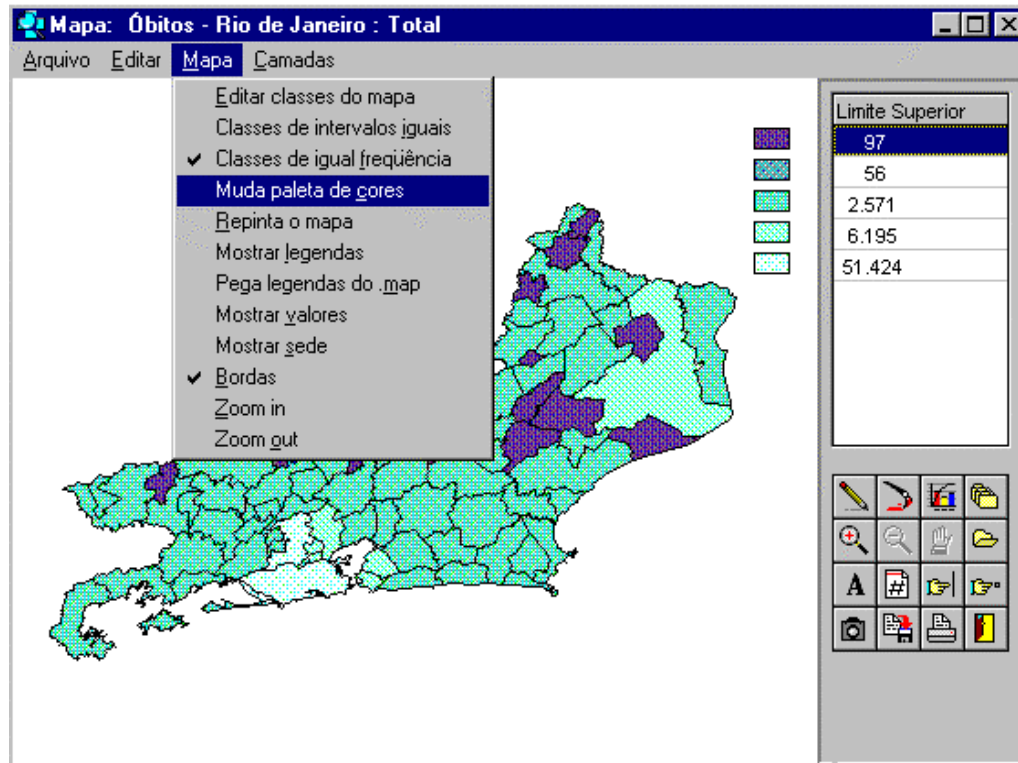 Mapa: Óbitos - Rio de Janeiro : Total
Arquivo Editar Mapa Camadas
Editar classes do mapa
Classes de intervalos iguais
Classes de igual freqüência
Muda paleta de cores
Repinta o mapa
Mostrar legendas
Pega legendas do .map
Mostrar valores
Mostrar sede
Bordas
Zoom in
Zoom out
Limite Superior
97
56
2.571
6.195
51.424
A #